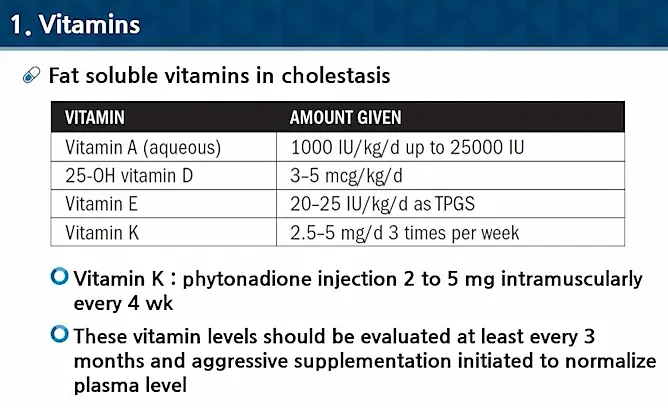 1. Vitamins
Fat soluble vitamins in cholestasis
VITAMIN AMOUNT GIVEN
Vitamin A (aqueous) 1000 IU/kg/d up to 25000 IU
25-OH vitamin D 3–5 mcg/kg/d
Vitamin E 20–25 IU/kg/d as TPGS
Vitamin K 2.5–5 mg/d 3 times per week
Vitamin K : phytonadione injection 2 to 5 mg intramuscularly
every 4 wk
These vitamin levels should be evaluated at least every 3
months and aggressive supplementation initiated to normalize
plasma level